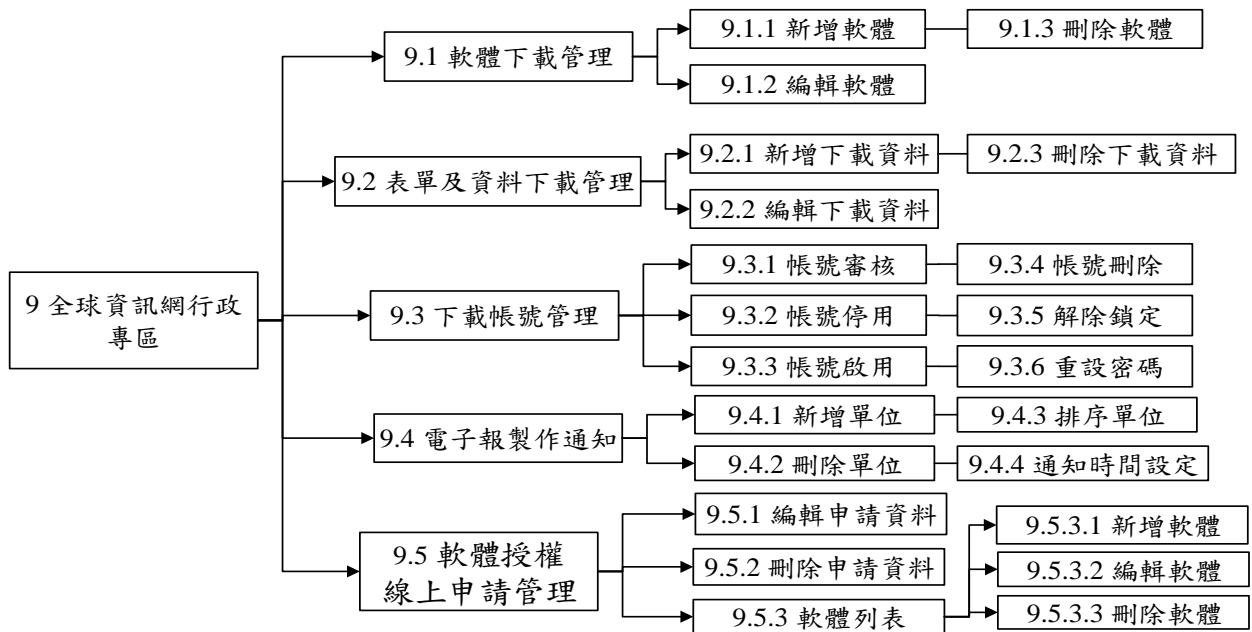 9 全球資訊網行政
專區
9.1 軟體下載管理
9.1.1 新增軟體
9.1.3 刪除軟體
9.1.2 編輯軟體
9.2 表單及資料下載管理
9.2.1 新增下載資料
9.2.3 刪除下載資料
9.2.2 編輯下載資料
9.3 下載帳號管理
9.3.1 帳號審核
9.3.4 帳號刪除
9.3.2 帳號停用
9.3.5 解除鎖定
9.3.3 帳號啟用
9.3.6 重設密碼
9.4 電子報製作通知
9.4.1 新增單位
9.4.3 排序單位
9.4.2 刪除單位
9.4.4 通知時間設定
9.5 軟體授權
線上申請管理
9.5.1 編輯申請資料
9.5.2 刪除申請資料
9.5.3 軟體列表
9.5.3.1 新增軟體
9.5.3.2 編輯軟體
9.5.3.3 刪除軟體